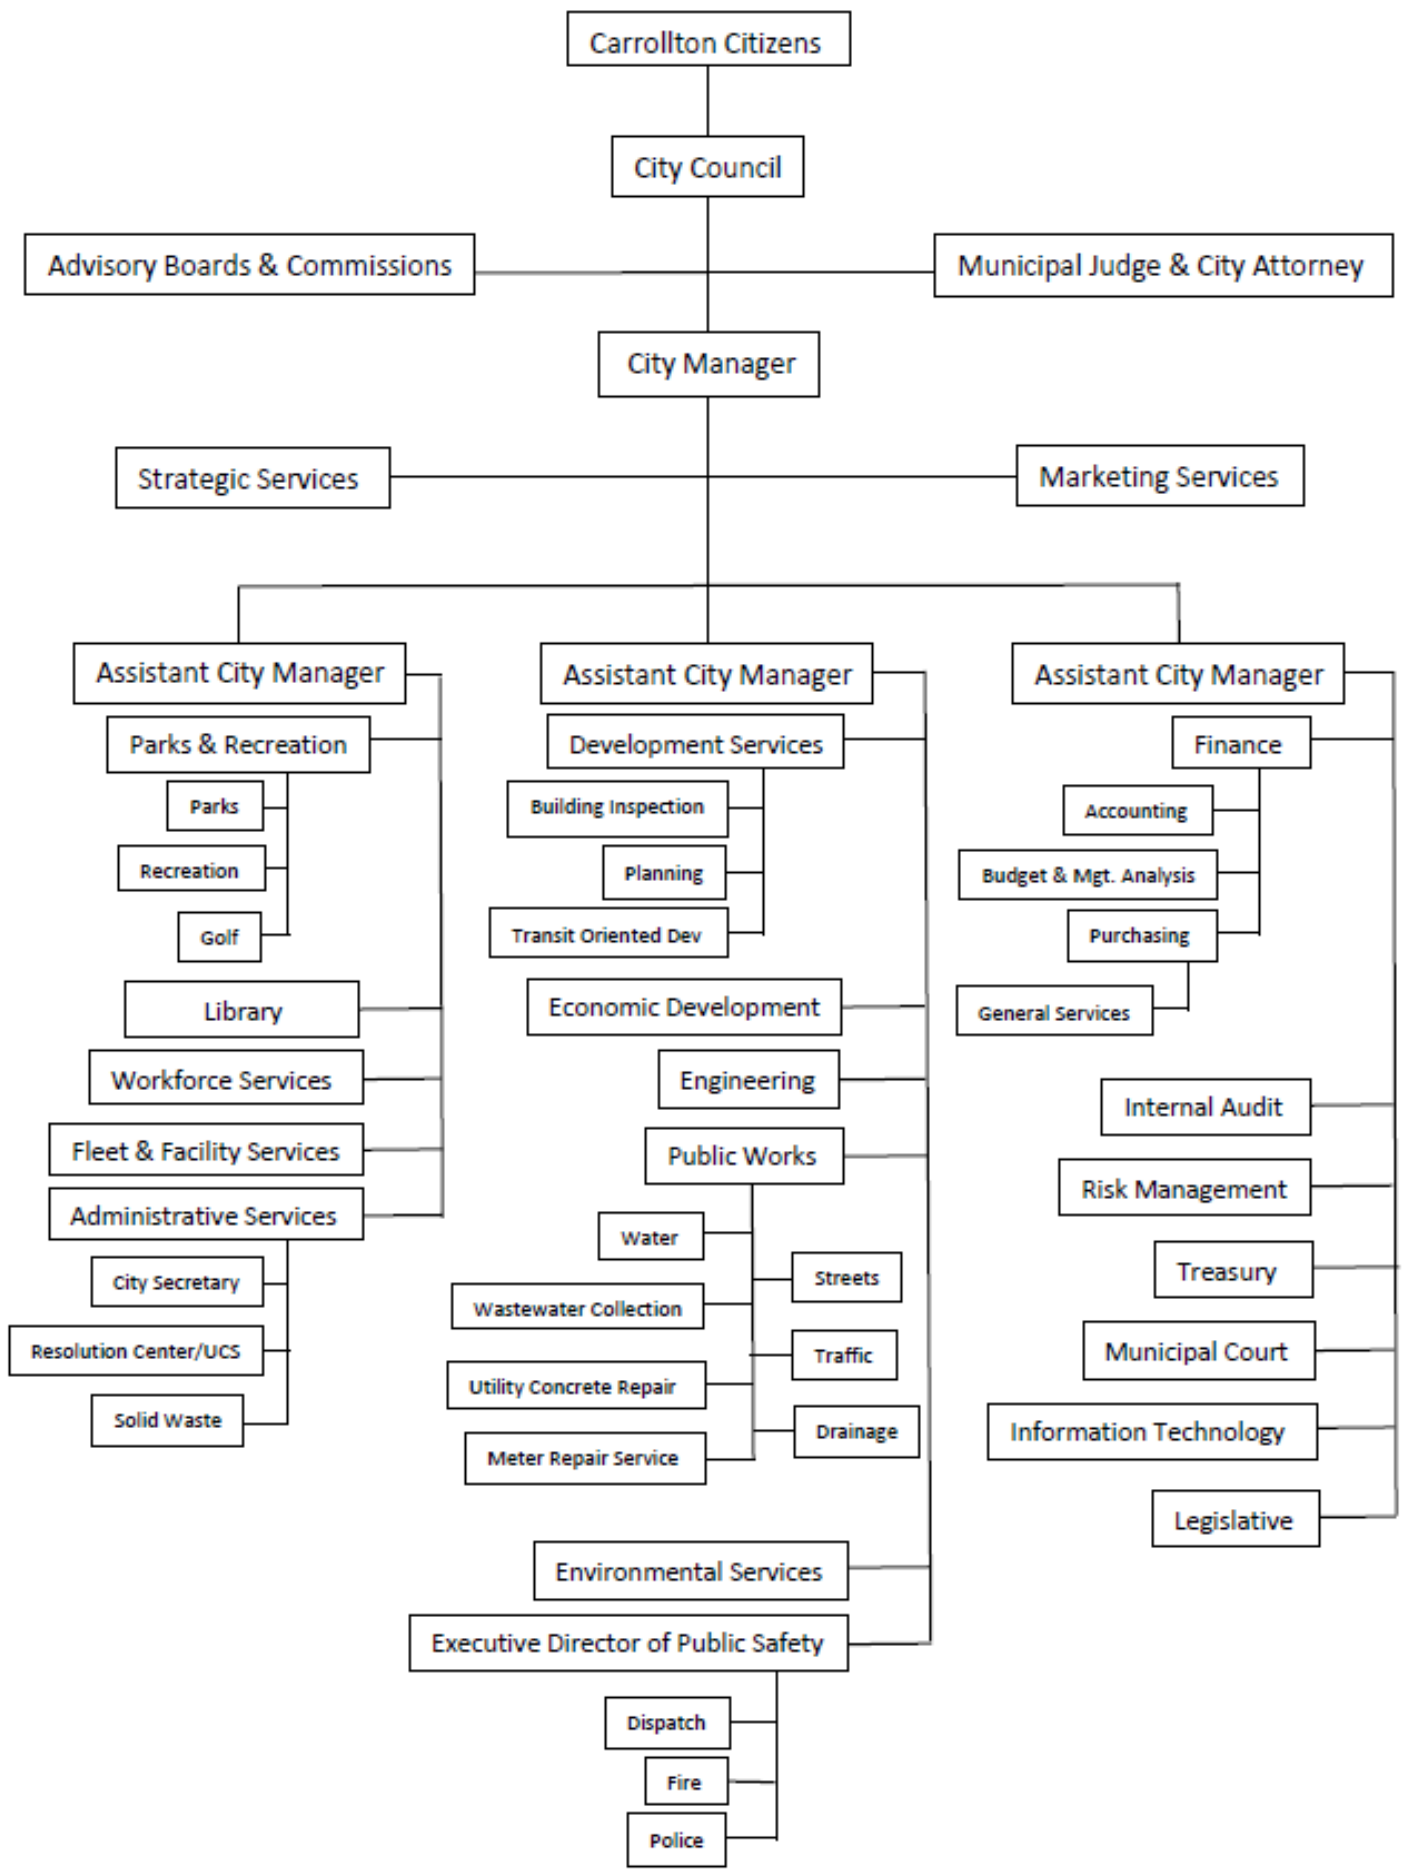 Carrollton Citizens
City Council
Advisory Boards & Commissions
Municipal Judge & City Attorney
City Manager
Strategic Services
Marketing Services
Assistant City Manager
Parks & Recreation
Parks
Recreation
Golf
Library
Workforce Services
Fleet & Facility Services
Administrative Services
City Secretary
Resolution Center/UCS
Solid Waste
Assistant City Manager
Development Services
Building Inspection
Planning
Transit Oriented Dev
Economic Development
Engineering
Public Works
Water
Streets
Wastewater Collection
Traffic
Utility Concrete Repair
Drainage
Meter Repair Service
Environmental Services
Executive Director of Public Safety
Dispatch
Fire
Police
Assistant City Manager
Finance
Accounting
Budget & Mgt. Analysis
Purchasing
General Services
Internal Audit
Risk Management
Treasury
Municipal Court
Information Technology
Legislative